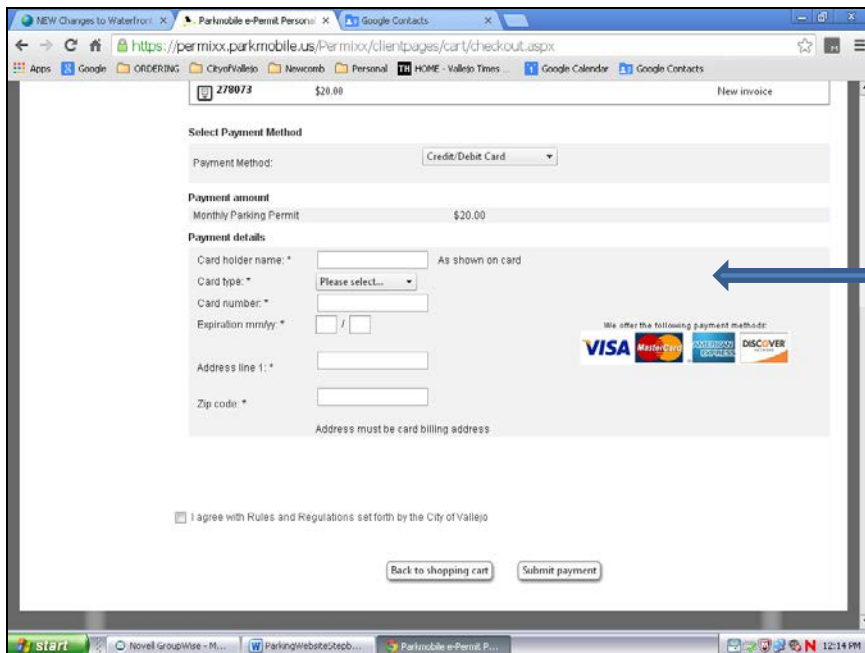 NEW Changes to Waterfront
Parkmobile e-Permit Person
Google Contacts
https://permixx.parkmobile.us/Permixx/clientpages/cart/checkout.aspx
Apps Google ORDERING CityofVallejo Newcomb Personal TH HOME - Vallejo Times ... Google Calendar Google Contacts
278073 $20.00 New invoice
Select Payment Method
Payment Method: Credit/Debit Card
Payment amount
Monthly Parking Permit $20.00
Payment details
Card holder name: * As shown on card
Card type: * Please select...
Card number: *
Expiration mm/yy: * /
We offer the following payment methods:
VISA MasterCard AMERICAN EXPRESS DISCOVER
Address line 1: *
Zip code: *
Address must be card billing address
I agree with Rules and Regulations set forth by the City of Vallejo
Back to shopping cart Submit payment
start Novell GroupWise - M... ParkingWebsiteStepb... Parkmobile e-Permit P... 12:14 PM